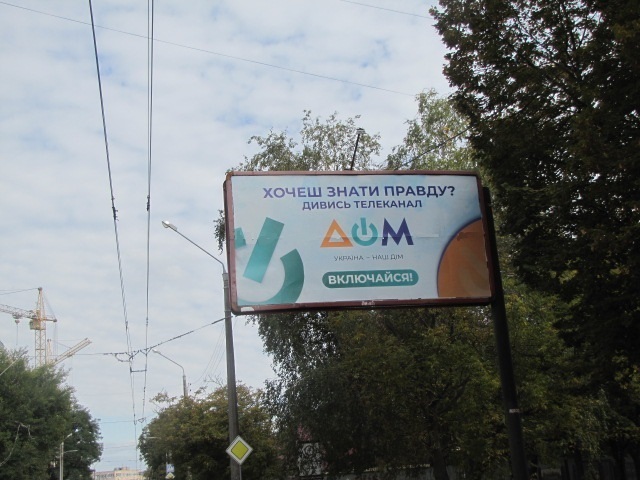 ХОЧЕШ ЗНАТИ ПРАВДУ?
ДИВИСЬ ТЕЛЕКАНАЛ
ДОМ
УКРАЇНА – НАШ ДІМ
ВКЛЮЧАЙСЯ!